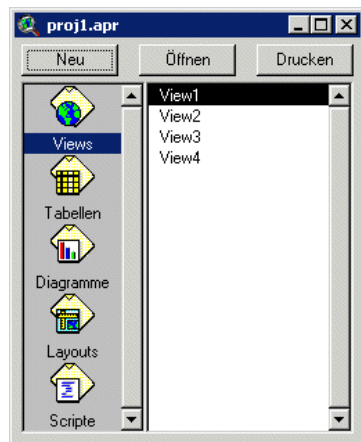 proj1.apr
Neu Öffnen Drucken
Views
Tabellen
Diagramme
Layouts
Scripte
View1
View2
View3
View4